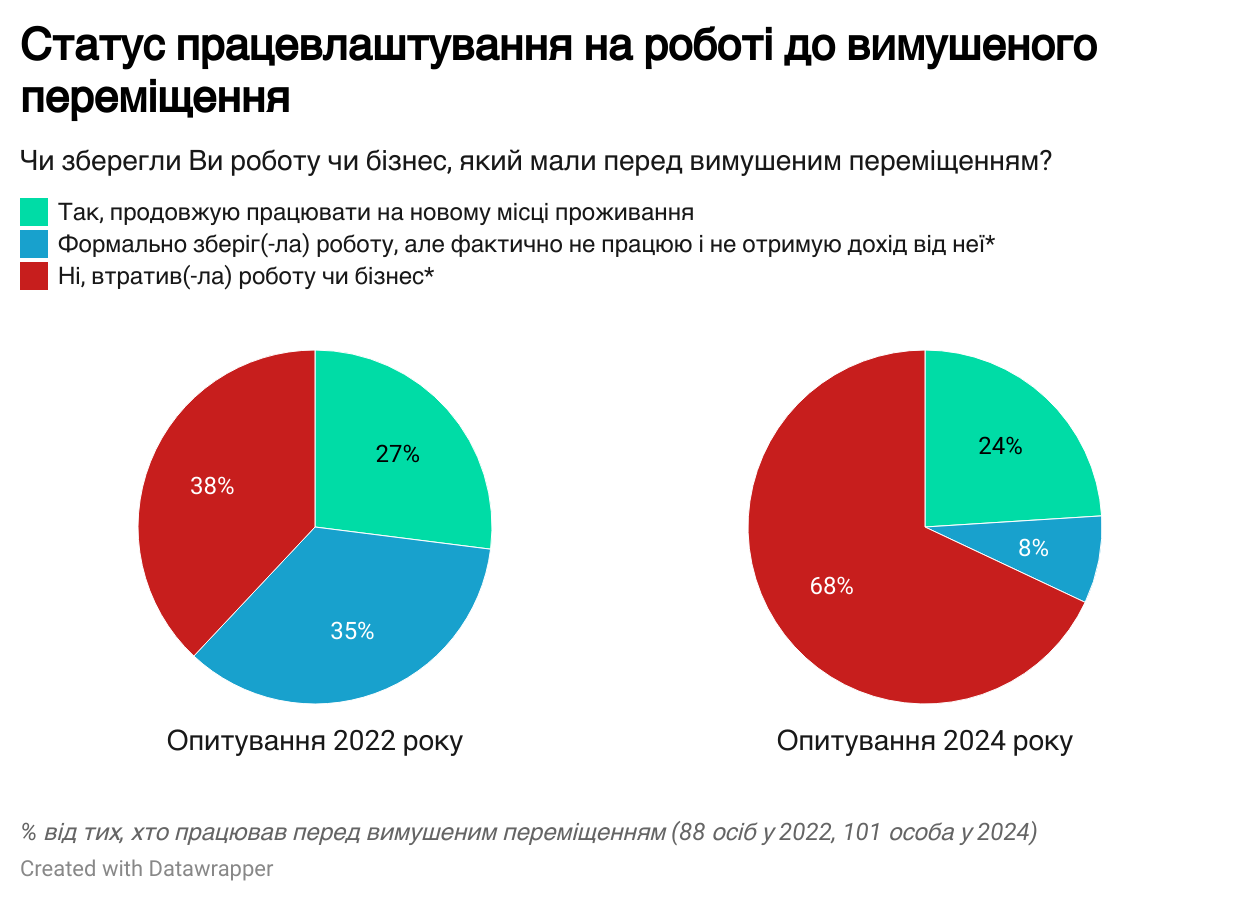 Статус працевлаштування на роботі до вимушеного
переміщення
Чи зберегли Ви роботу чи бізнес, який мали перед вимушеним переміщенням?
Так, продовжую працювати на новому місці проживання
Формально зберіг(-ла) роботу, але фактично не працюю і не отримую дохід від неї*
Ні, втратив(-ла) роботу чи бізнес*
27%
38%
35%
Опитування 2022 року
24%
8%
68%
Опитування 2024 року
% від тих, хто працював перед вимушеним переміщенням (88 осіб у 2022, 101 особа у 2024)
Created with Datawrapper